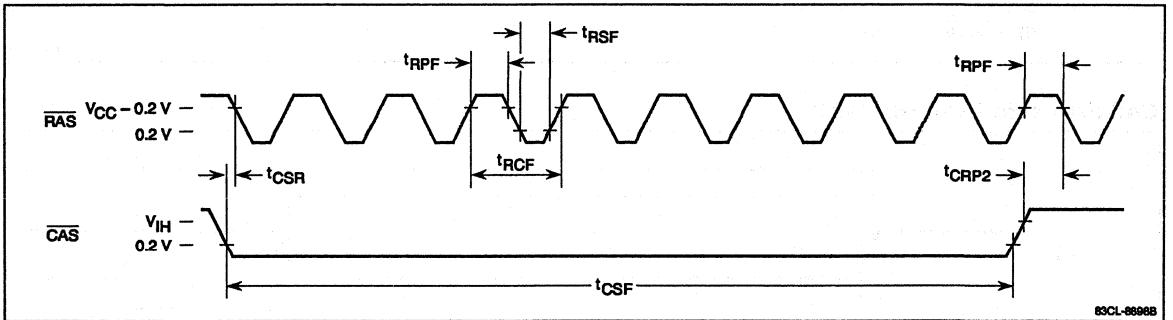 tRSF
tRPF
tRPF
RAS
VCC – 0.2 V
0.2 V
tRCF
tCSR
tCRP2
CAS
VIH
0.2 V
tCSF
83CL-8898B